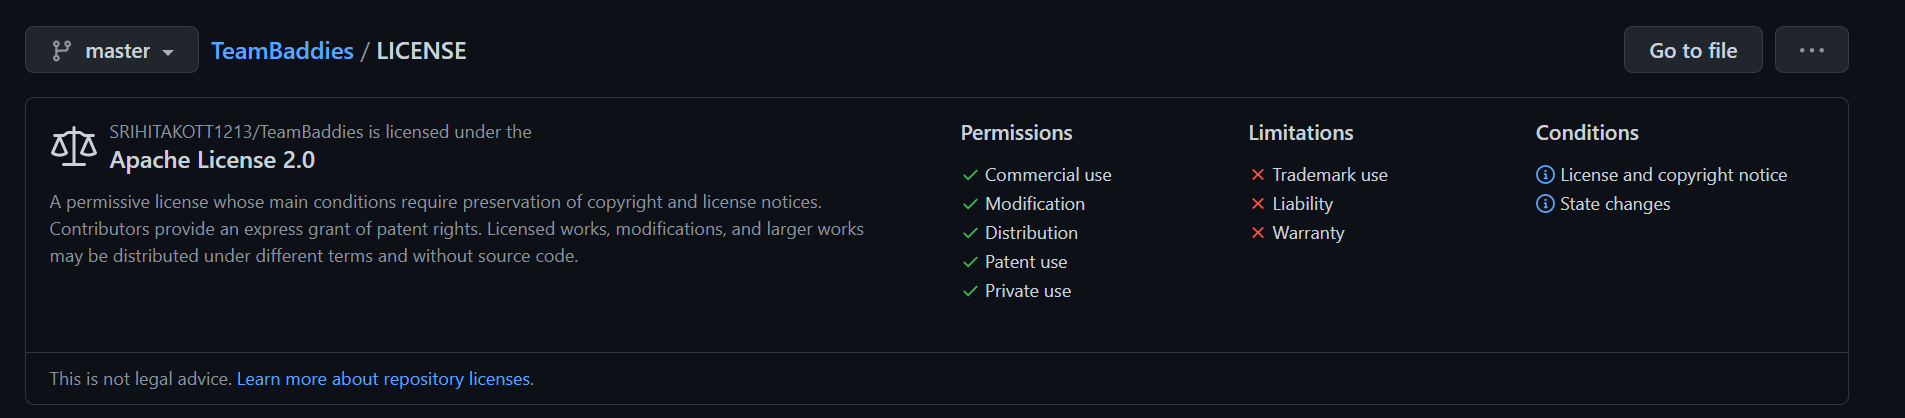 master
TeamBaddies / LICENSE
Go to file
SRIHITAKOTT1213/TeamBaddies is licensed under the
Apache License 2.0
A permissive license whose main conditions require preservation of copyright and license notices.
Contributors provide an express grant of patent rights. Licensed works, modifications, and larger works
may be distributed under different terms and without source code.
Permissions
Commercial use
Modification
Distribution
Patent use
Private use
Limitations
Trademark use
Liability
Warranty
Conditions
License and copyright notice
State changes
This is not legal advice. Learn more about repository licenses.